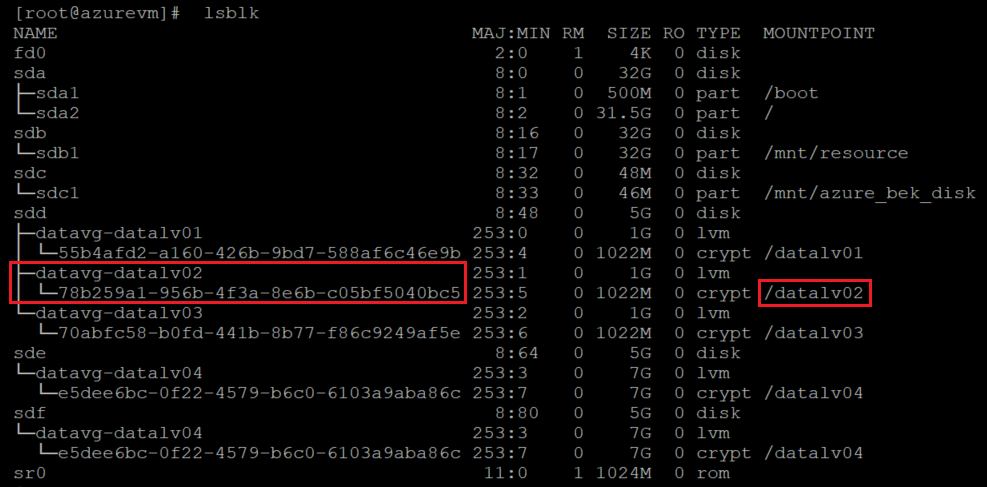 [root@azurevm]#  lsblk
NAME                                       MAJ:MIN RM  SIZE RO TYPE  MOUNTPOINT
fd0                                          2:0    1    4K  0 disk
sda                                          8:0    0   32G  0 disk
├─sda1                                       8:1    0  500M  0 part  /boot
└─sda2                                       8:2    0 31.5G  0 part  /
sdb                                          8:16   0   32G  0 disk
└─sdb1                                       8:17   0   32G  0 part  /mnt/resource
sdc                                          8:32   0   48M  0 disk
└─sdc1                                       8:33   0   46M  0 part  /mnt/azure_bek_disk
sdd                                          8:48   0    5G  0 disk
├─datavg-datalv01                          253:0    0    1G  0 lvm
│ └─55b4afd2-a160-426b-9bd7-588af6c46e9b   253:4    0 1022M  0 crypt /datalv01
├─datavg-datalv02                          253:1    0    1G  0 lvm
│ └─78b259a1-956b-4f3a-8e6b-c05bf5040bc5   253:5    0 1022M  0 crypt /datalv02
└─datavg-datalv03                          253:2    0    1G  0 lvm
  └─70abfc58-b0fd-441b-8b77-f86c9249af5e   253:6    0 1022M  0 crypt /datalv03
sde                                          8:64   0    5G  0 disk
└─datavg-datalv04                          253:3    0    7G  0 lvm
  └─e5dee6bc-0f22-4579-b6c0-6103a9aba86c   253:7    0    7G  0 crypt /datalv04
sdf                                          8:80   0    5G  0 disk
└─datavg-datalv04                          253:3    0    7G  0 lvm
  └─e5dee6bc-0f22-4579-b6c0-6103a9aba86c   253:7    0    7G  0 crypt /datalv04
sr0                                         11:0    1 1024M  0 rom